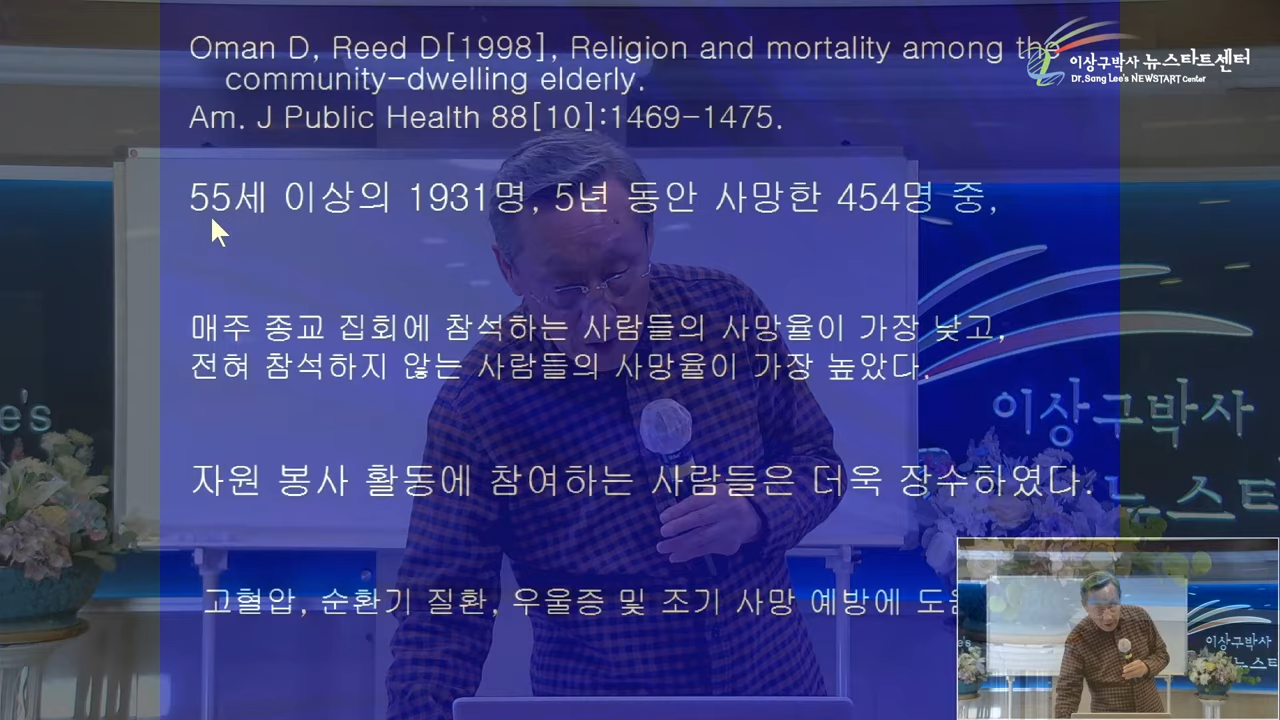 Oman D, Reed D[1998], Religion and mortality among the
community-dwelling elderly.
Am. J Public Health 88[10]:1469-1475.
이상구박사 뉴스타트센터
Dr. Sang Lee's NEWSTART Center
55세 이상의 1931명, 5년 동안 사망한 454명 중,
매주 종교 집회에 참석하는 사람들의 사망율이 가장 낮고,
전혀 참석하지 않는 사람들의 사망율이 가장 높았다.
자원 봉사 활동에 참여하는 사람들은 더욱 장수하였다.
고혈압, 순환기 질환, 우울증 및 조기 사망 예방에
ee's
이상구박사
뉴스타
이상구박사